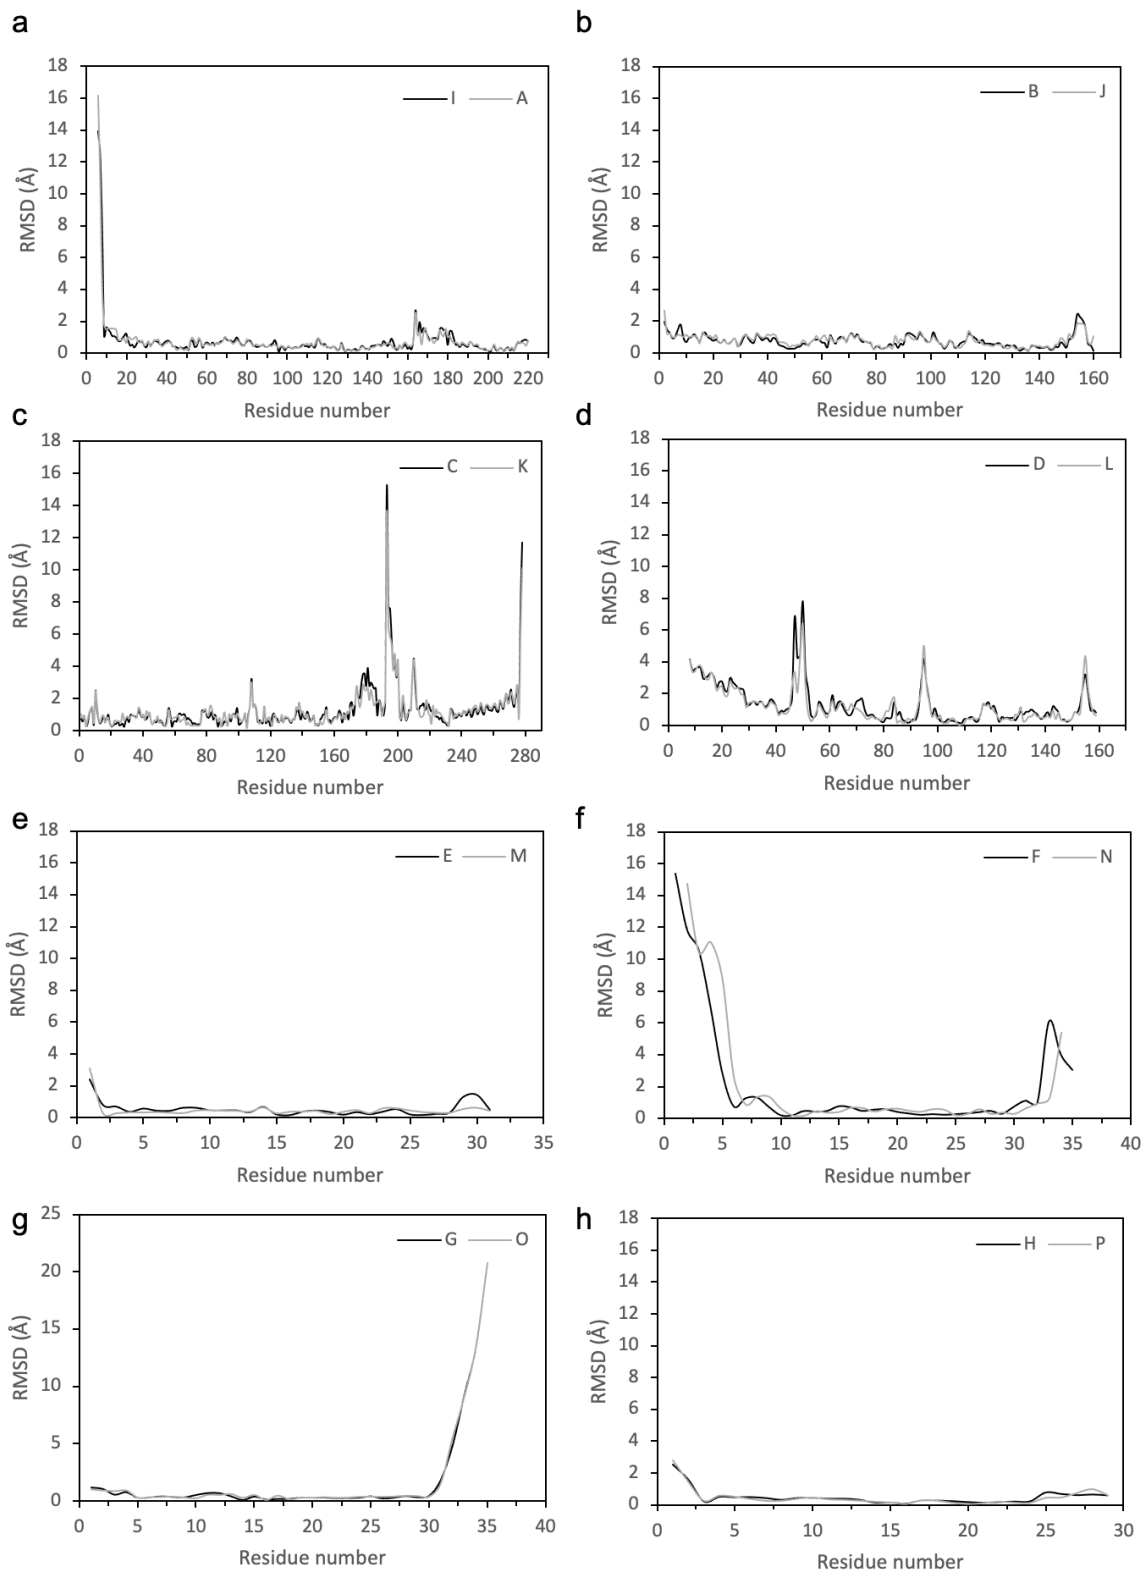 a
18
16
14
12
10
8
6
4
2
0
RMSD (Å)
I A
0 20 40 60 80 100 120 140 160 180 200 220
Residue number
b
18
16
14
12
10
8
6
4
2
0
RMSD (Å)
B J
0 20 40 60 80 100 120 140 160
Residue number
c
18
16
14
12
10
8
6
4
2
0
RMSD (Å)
C K
0 40 80 120 160 200 240 280
Residue number
d
18
16
14
12
10
8
6
4
2
0
RMSD (Å)
D L
0 20 40 60 80 100 120 140 160
Residue number
e
18
16
14
12
10
8
6
4
2
0
RMSD (Å)
E M
0 5 10 15 20 25 30 35
Residue number
f
18
16
14
12
10
8
6
4
2
0
RMSD (Å)
F N
0 5 10 15 20 25 30 35 40
Residue number
g
25
20
15
10
5
0
RMSD (Å)
G O
0 5 10 15 20 25 30 35 40
Residue number
h
18
16
14
12
10
8
6
4
2
0
RMSD (Å)
H P
0 5 10 15 20 25 30
Residue number